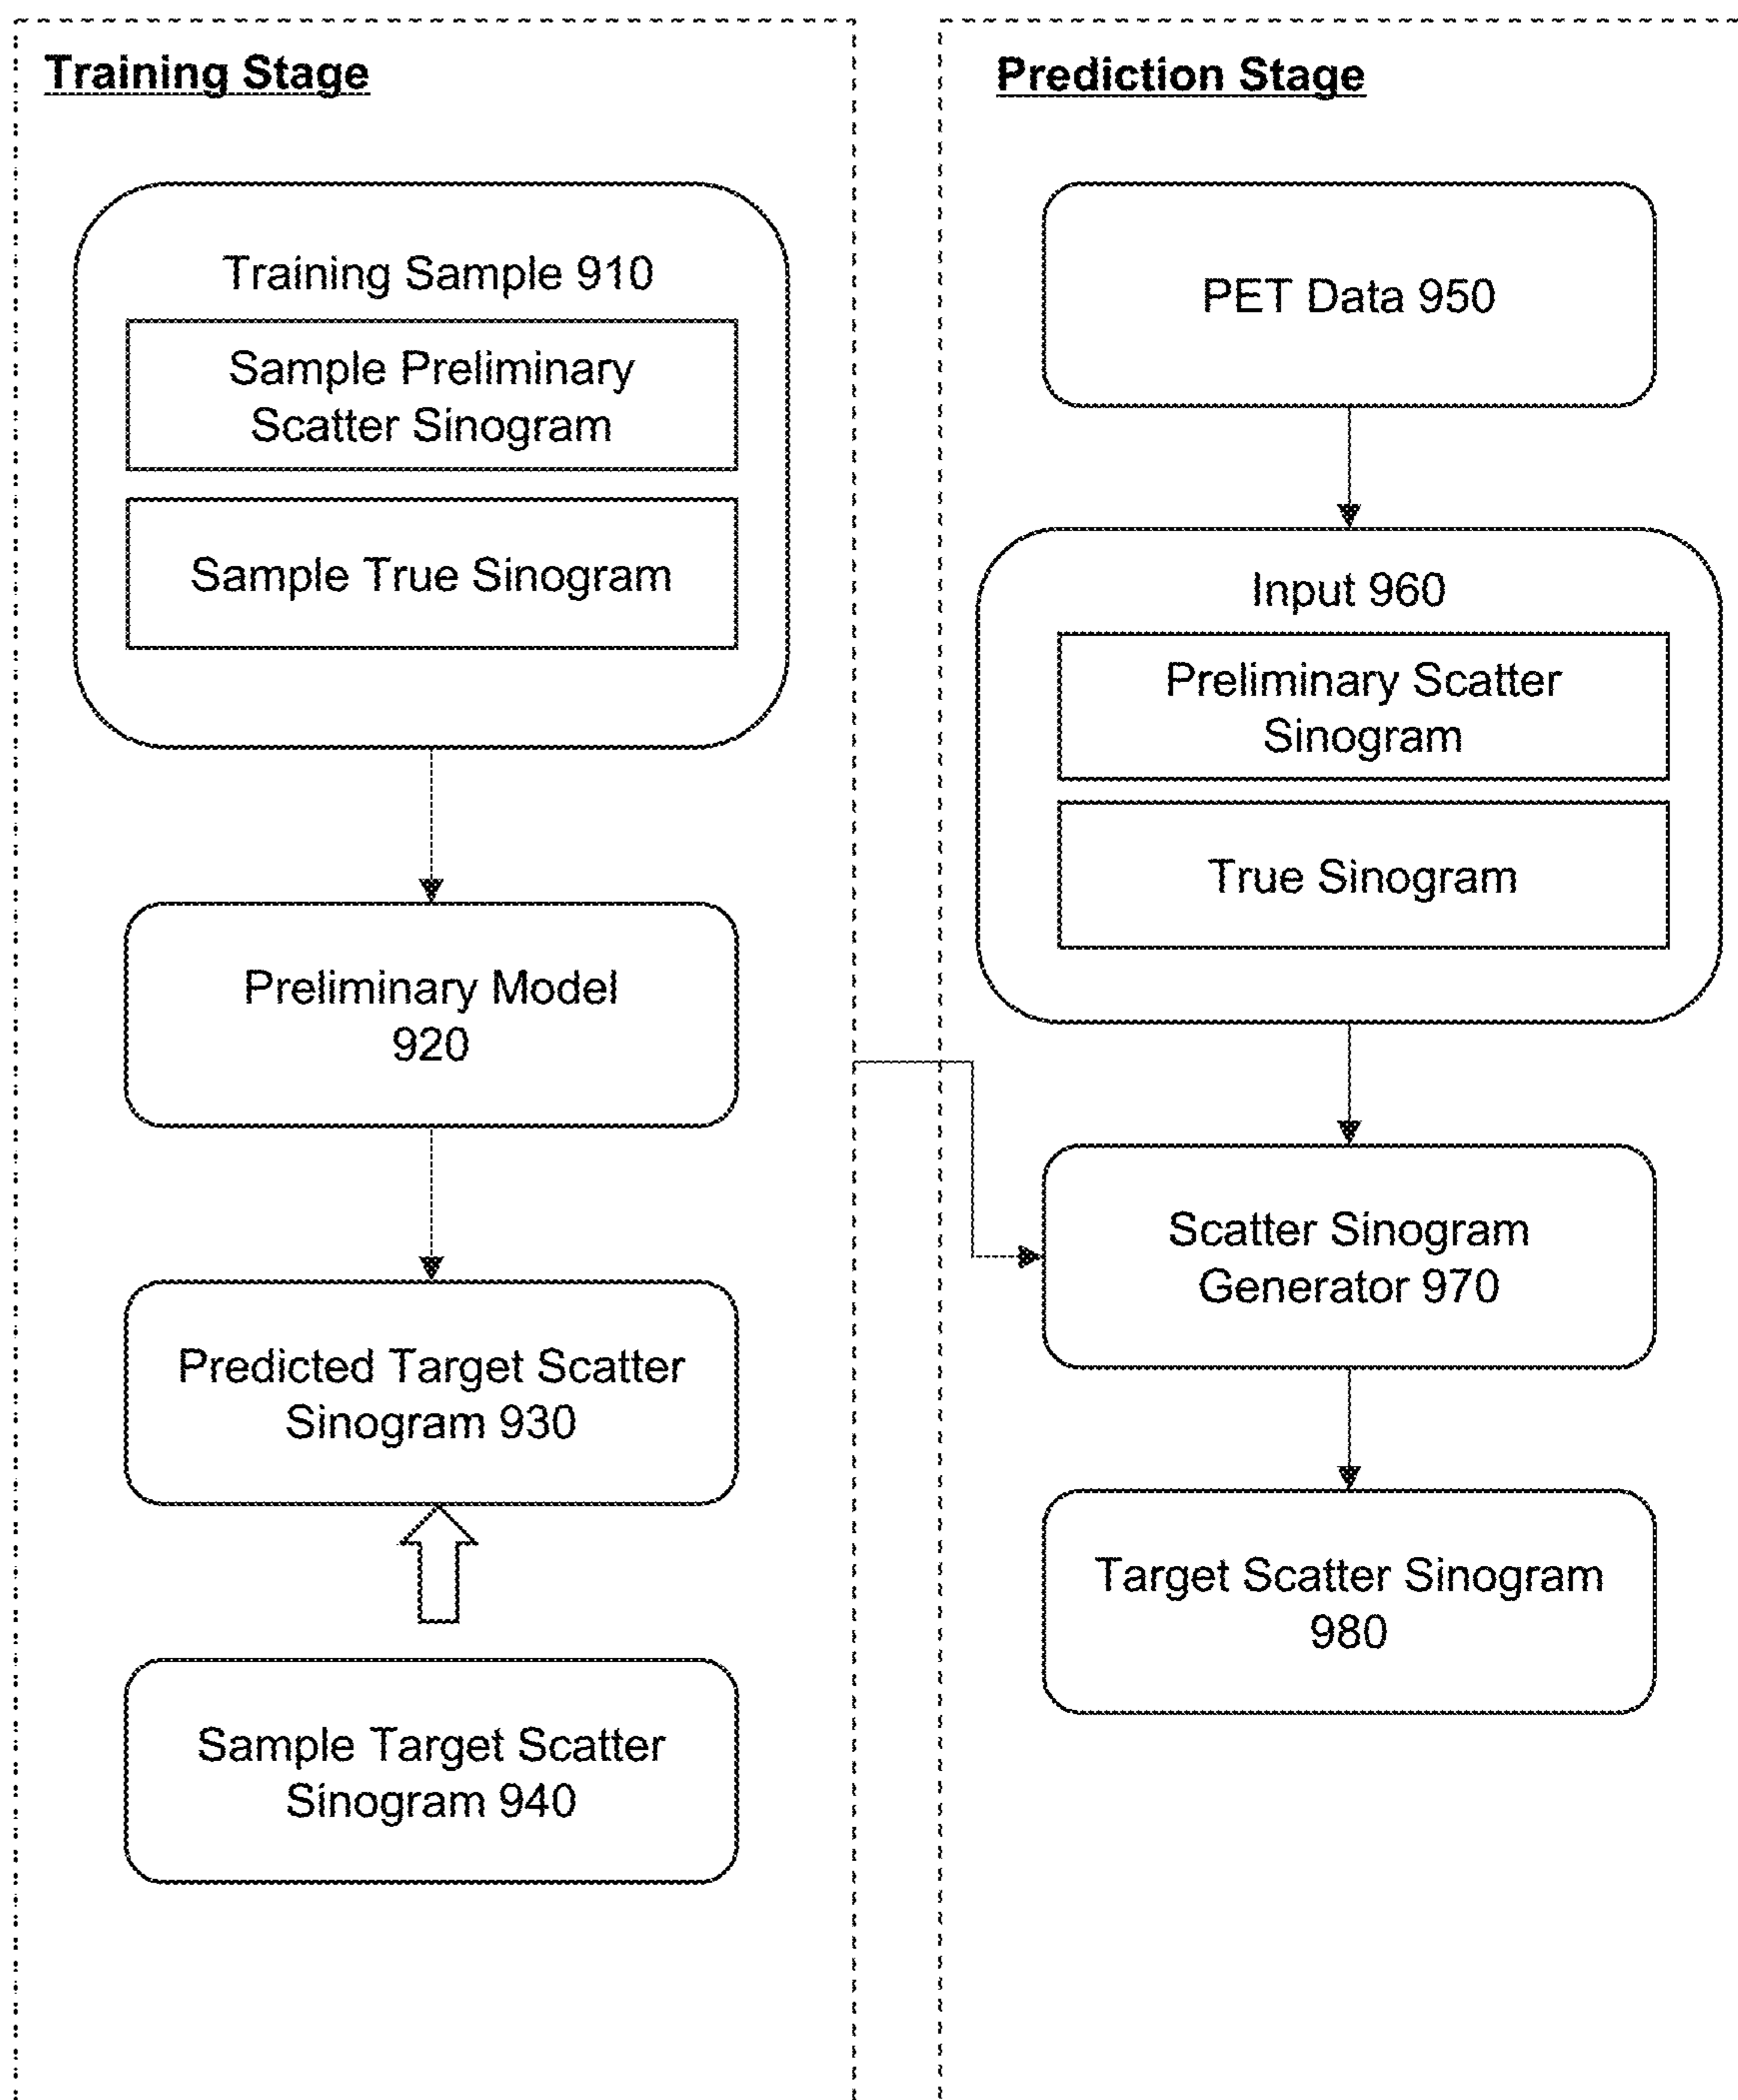 Training Stage
Training Sample 910
Sample Preliminary
Scatter Sinogram
Sample True Sinogram
Preliminary Model
920
Predicted Target Scatter
Sinogram 930
Sample Target Scatter
Sinogram 940
Prediction Stage
PET Data 950
Input 960
Preliminary Scatter
Sinogram
True Sinogram
Scatter Sinogram
Generator 970
Target Scatter Sinogram
980